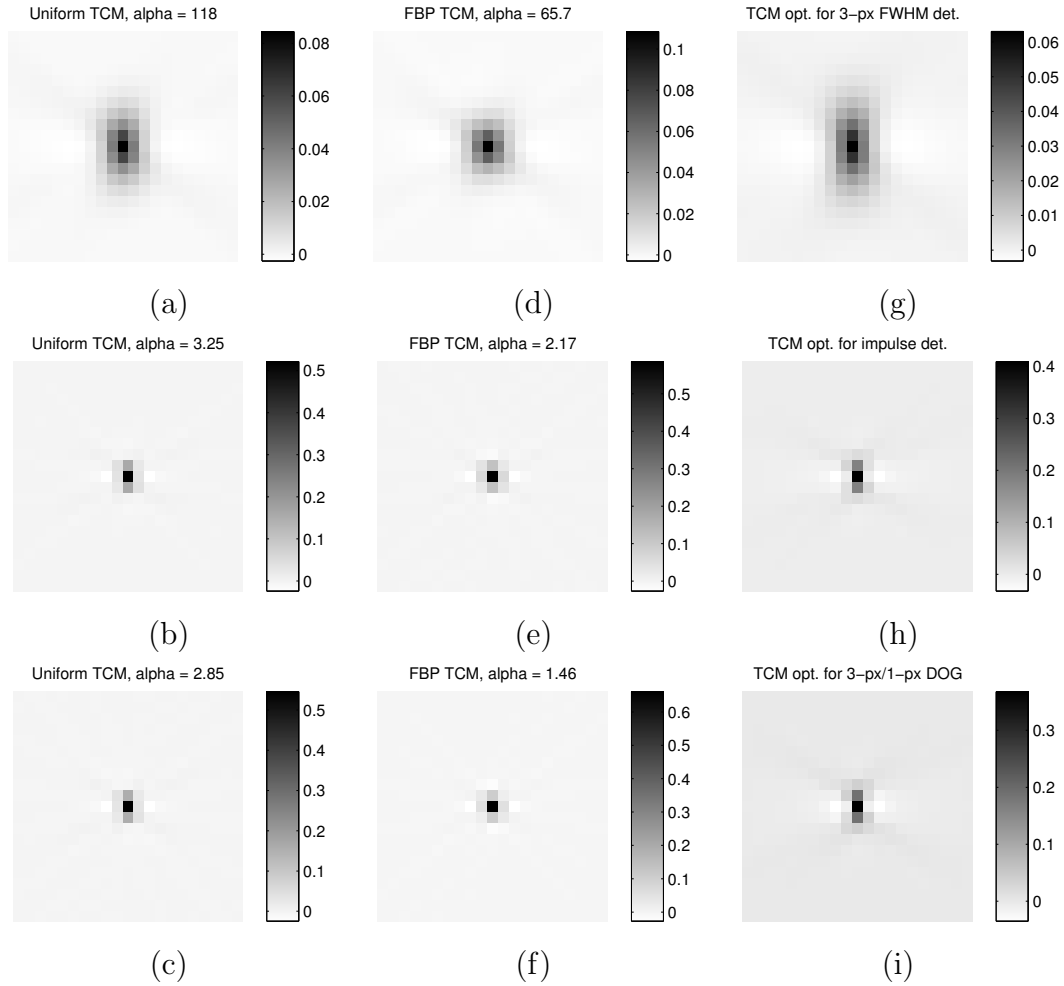 Uniform TCM, alpha = 118
0.08
0.06
0.04
0.02
0
(a)
FBP TCM, alpha = 65.7
0.1
0.08
0.06
0.04
0.02
0
(d)
TCM opt. for 3-px FWHM det.
0.06
0.05
0.04
0.03
0.02
0.01
0
(g)
Uniform TCM, alpha = 3.25
0.5
0.4
0.3
0.2
0.1
0
(b)
FBP TCM, alpha = 2.17
0.5
0.4
0.3
0.2
0.1
0
(e)
TCM opt. for impulse det.
0.4
0.3
0.2
0.1
0
(h)
Uniform TCM, alpha = 2.85
0.5
0.4
0.3
0.2
0.1
0
(c)
FBP TCM, alpha = 1.46
0.6
0.5
0.4
0.3
0.2
0.1
0
(f)
TCM opt. for 3-px/1-px DOG
0.3
0.2
0.1
0
(i)